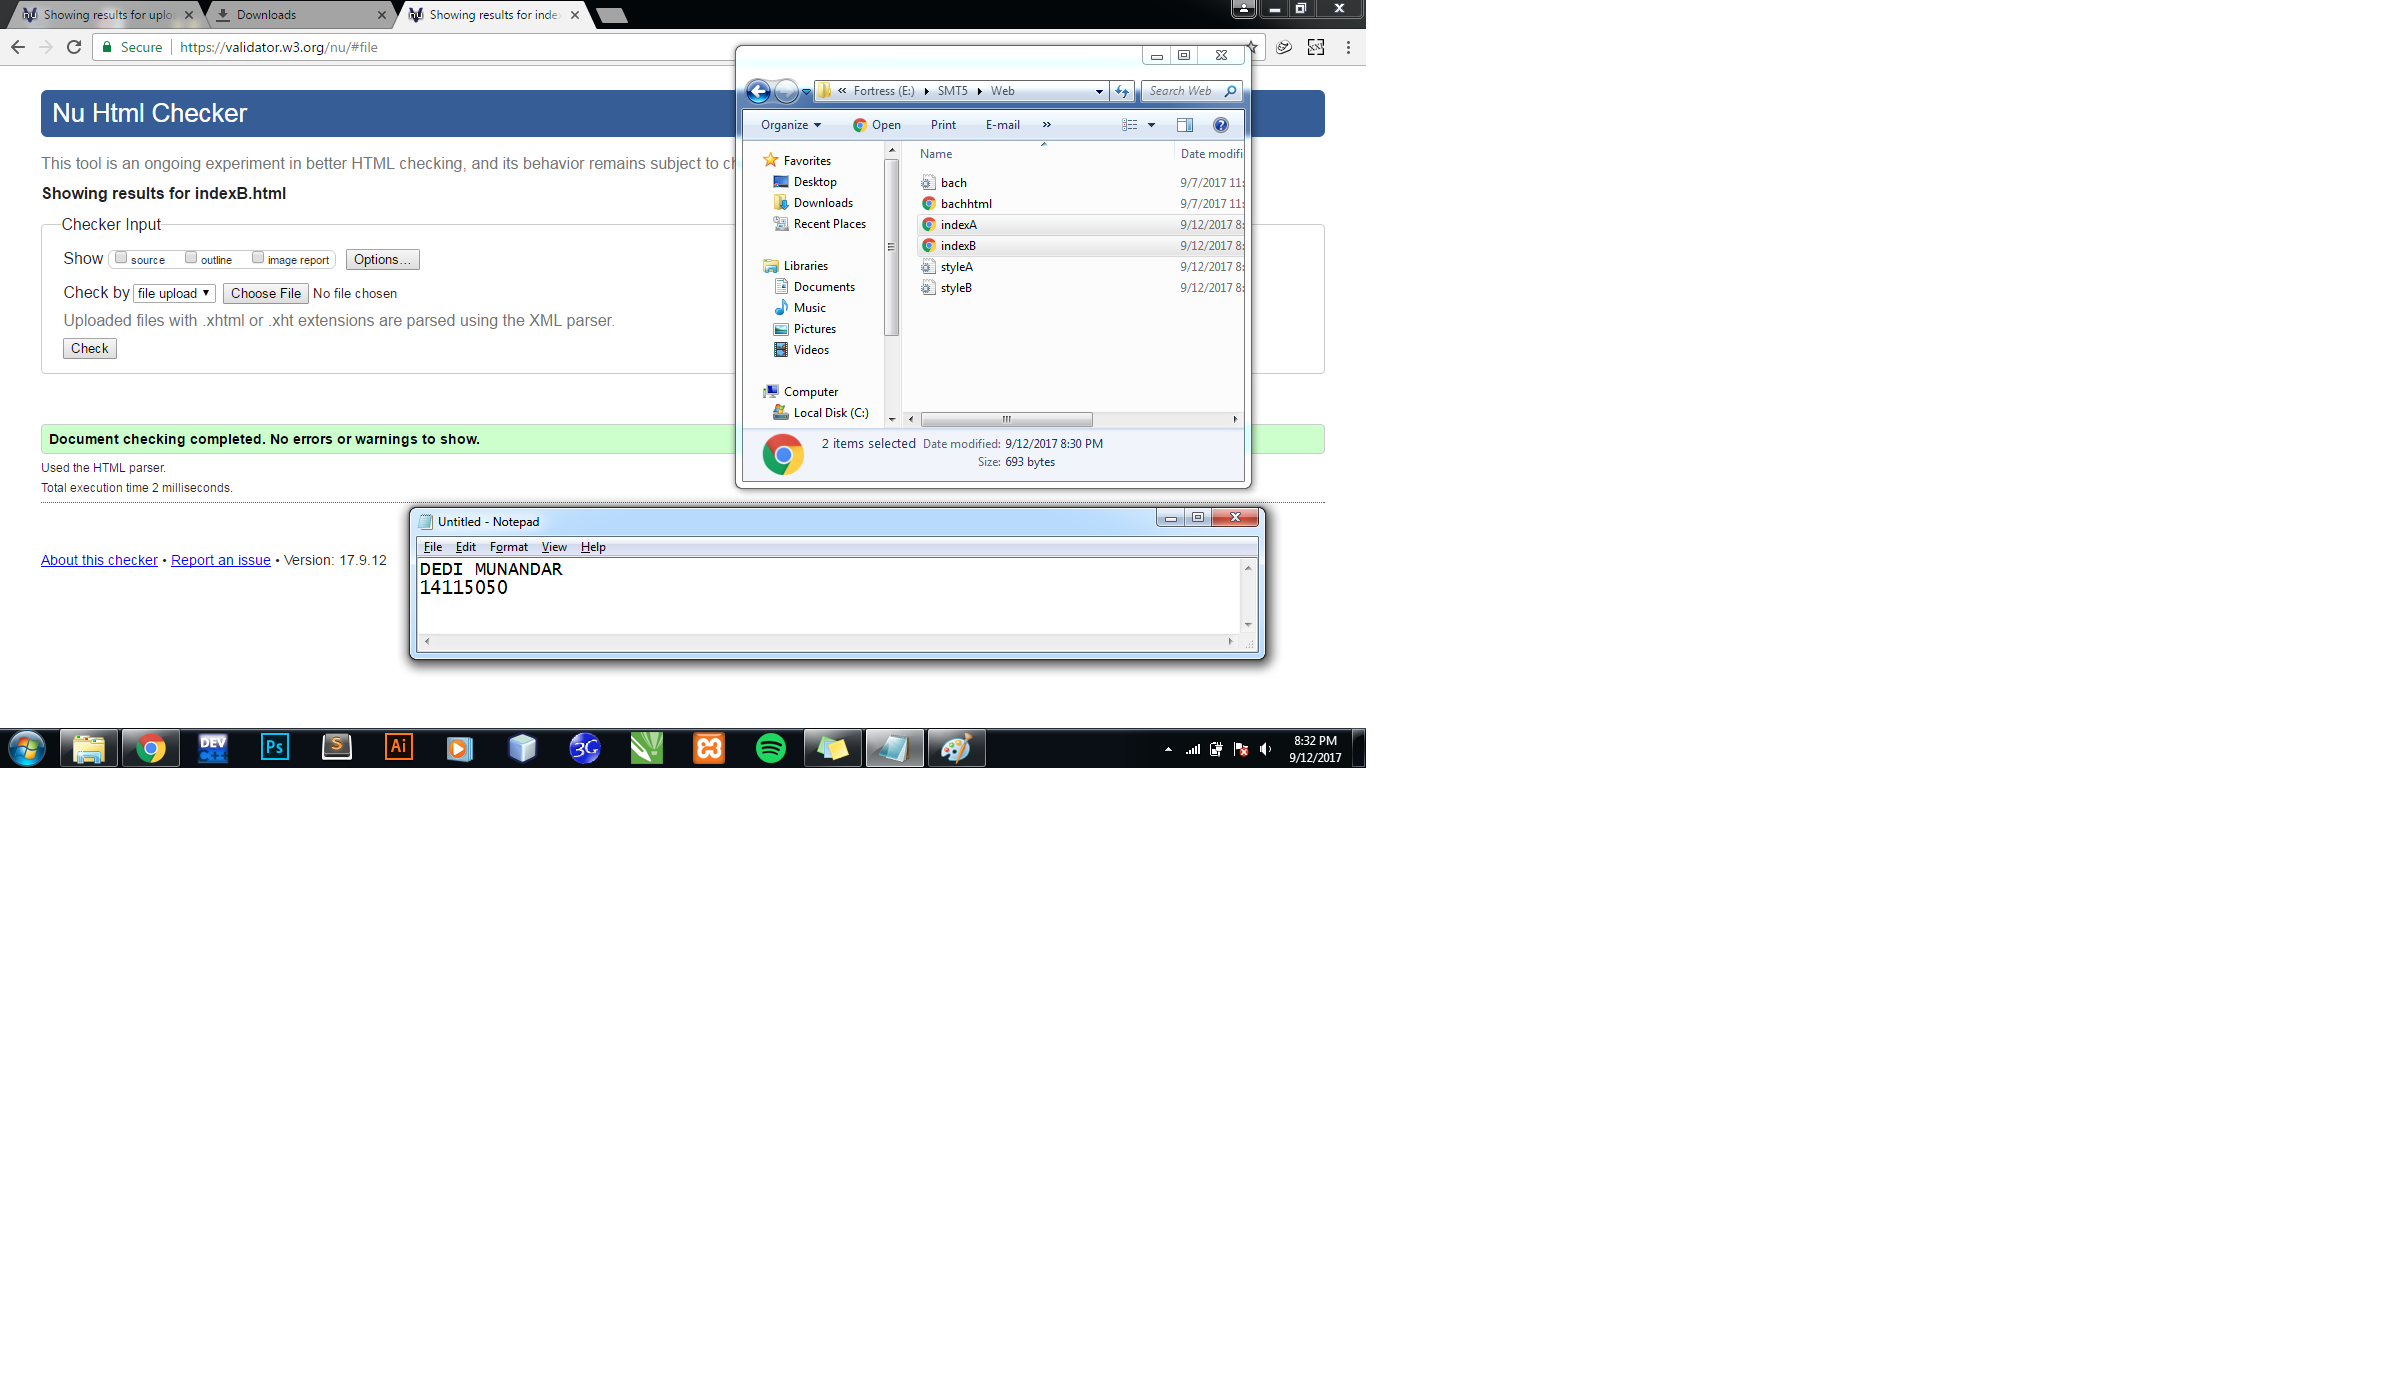 Showing results for uplo
Downloads
Showing results for inde
Secure
https://validator.w3.org/nu/#file
Nu Html Checker
This tool is an ongoing experiment in better HTML checking, and its behavior remains subject to ch
Showing results for indexB.html
Checker Input
Show source outline image report Options...
Check by file upload Choose File No file chosen
Uploaded files with .xhtml or .xht extensions are parsed using the XML parser.
Check
Document checking completed. No errors or warnings to show.
Used the HTML parser.
Total execution time 2 milliseconds.
About this checker • Report an issue • Version: 17.9.12
« Fortress (E:) SMT5 Web
Search Web
Organize Open Print E-mail »
Favorites
Desktop
Downloads
Recent Places
Libraries
Documents
Music
Pictures
Videos
Computer
Local Disk (C:)
Name Date modifi
bach 9/7/2017 11:
bachhtml 9/7/2017 11:
indexA 9/12/2017 8:
indexB 9/12/2017 8:
styleA 9/12/2017 8:
styleB 9/12/2017 8:
2 items selected Date modified: 9/12/2017 8:30 PM
Size: 693 bytes
Untitled - Notepad
File Edit Format View Help
DEDI MUNANDAR
14115050
DEV
C++
Ps
S
Ai
3G
8:32 PM
9/12/2017